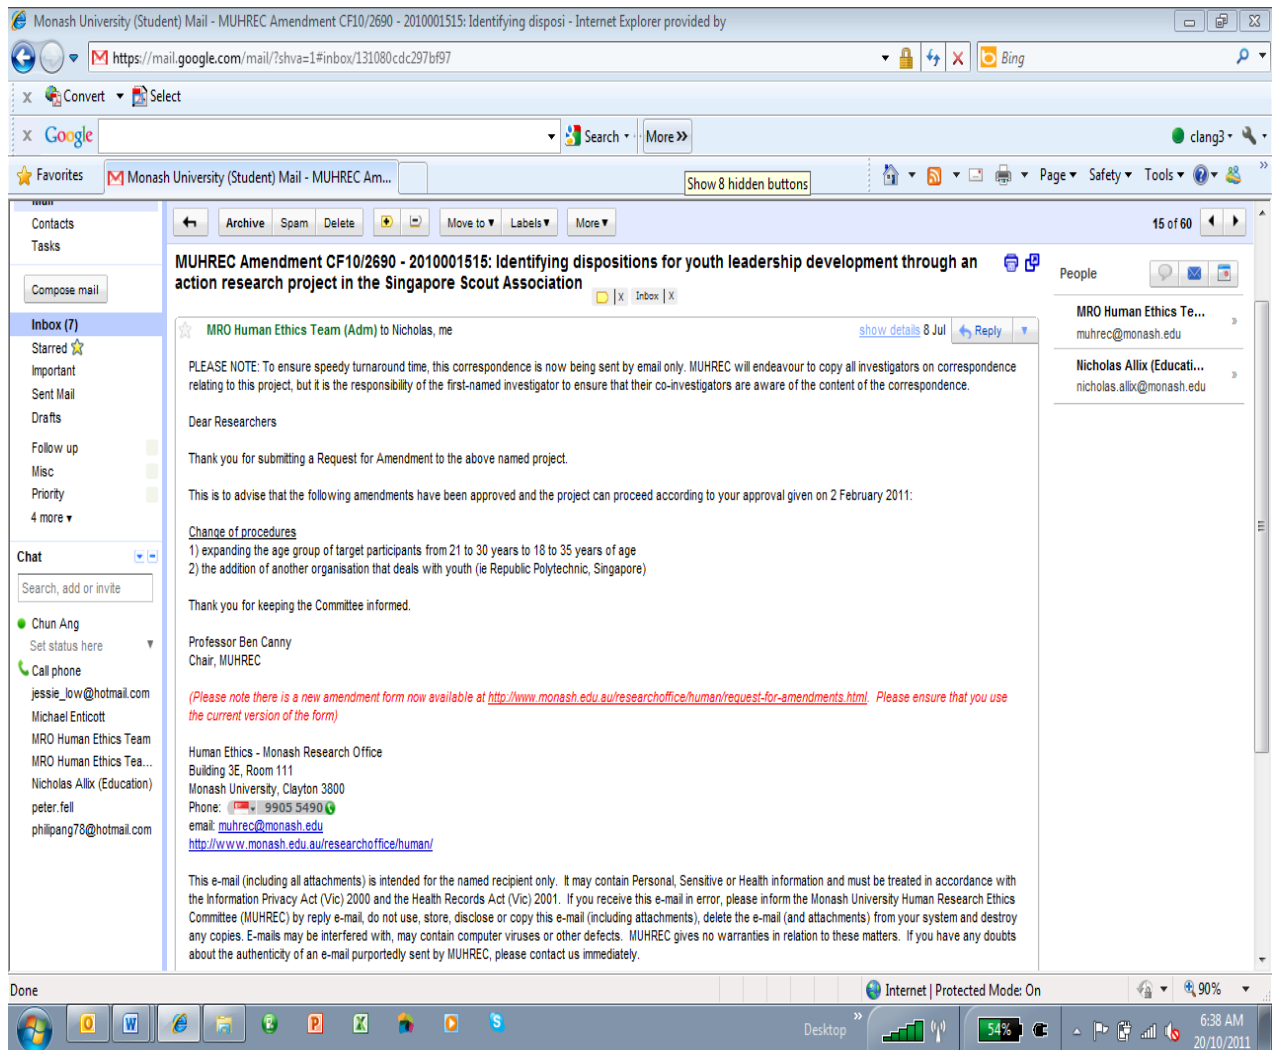 Monash University (Student) Mail - MUHREC Amendment CF10/2690 - 2010001515: Identifying disposi - Internet Explorer provided by
https://mail.google.com/mail/?shva=1#inbox/131080cdc297bf97
Bing
x Convert Select
x Google Search More » clang3
Favorites Monash University (Student) Mail - MUHREC Am... Page Safety Tools »
Show 8 hidden buttons
Mail
Contacts
Tasks
Compose mail
Inbox (7)
Starred
Important
Sent Mail
Drafts
Follow up
Misc
Priority
4 more ▾
Chat
Search, add or invite
Chun Ang
Set status here
Call phone
jessie_low@hotmail.com
Michael Enticott
MRO Human Ethics Team
MRO Human Ethics Tea...
Nicholas Allix (Education)
peter.fell
philipang78@hotmail.com
Archive Spam Delete Move to ▾ Labels ▾ More ▾ 15 of 60
MUHREC Amendment CF10/2690 - 2010001515: Identifying dispositions for youth leadership development through an
action research project in the Singapore Scout Association X Inbox X
MRO Human Ethics Team (Adm) to Nicholas, me show details 8 Jul Reply
PLEASE NOTE: To ensure speedy turnaround time, this correspondence is now being sent by email only. MUHREC will endeavour to copy all investigators on correspondence
relating to this project, but it is the responsibility of the first-named investigator to ensure that their co-investigators are aware of the content of the correspondence.
Dear Researchers
Thank you for submitting a Request for Amendment to the above named project.
This is to advise that the following amendments have been approved and the project can proceed according to your approval given on 2 February 2011:
Change of procedures
1) expanding the age group of target participants from 21 to 30 years to 18 to 35 years of age
2) the addition of another organisation that deals with youth (ie Republic Polytechnic, Singapore)
Thank you for keeping the Committee informed.
Professor Ben Canny
Chair, MUHREC
(Please note there is a new amendment form now available at http://www.monash.edu.au/researchoffice/human/request-for-amendments.html. Please ensure that you use
the current version of the form)
Human Ethics - Monash Research Office
Building 3E, Room 111
Monash University, Clayton 3800
Phone: 9905 5490
email: muhrec@monash.edu
http://www.monash.edu.au/researchoffice/human/
This e-mail (including all attachments) is intended for the named recipient only. It may contain Personal, Sensitive or Health information and must be treated in accordance with
the Information Privacy Act (Vic) 2000 and the Health Records Act (Vic) 2001. If you receive this e-mail in error, please inform the Monash University Human Research Ethics
Committee (MUHREC) by reply e-mail, do not use, store, disclose or copy this e-mail (including attachments), delete the e-mail (and attachments) from your system and destroy
any copies. E-mails may be interfered with, may contain computer viruses or other defects. MUHREC gives no warranties in relation to these matters. If you have any doubts
about the authenticity of an e-mail purportedly sent by MUHREC, please contact us immediately.
People
MRO Human Ethics Te...
muhrec@monash.edu
Nicholas Allix (Educati...
nicholas.allix@monash.edu
Done Internet | Protected Mode: On 90%
Desktop » 54% 6:38 AM
20/10/2011